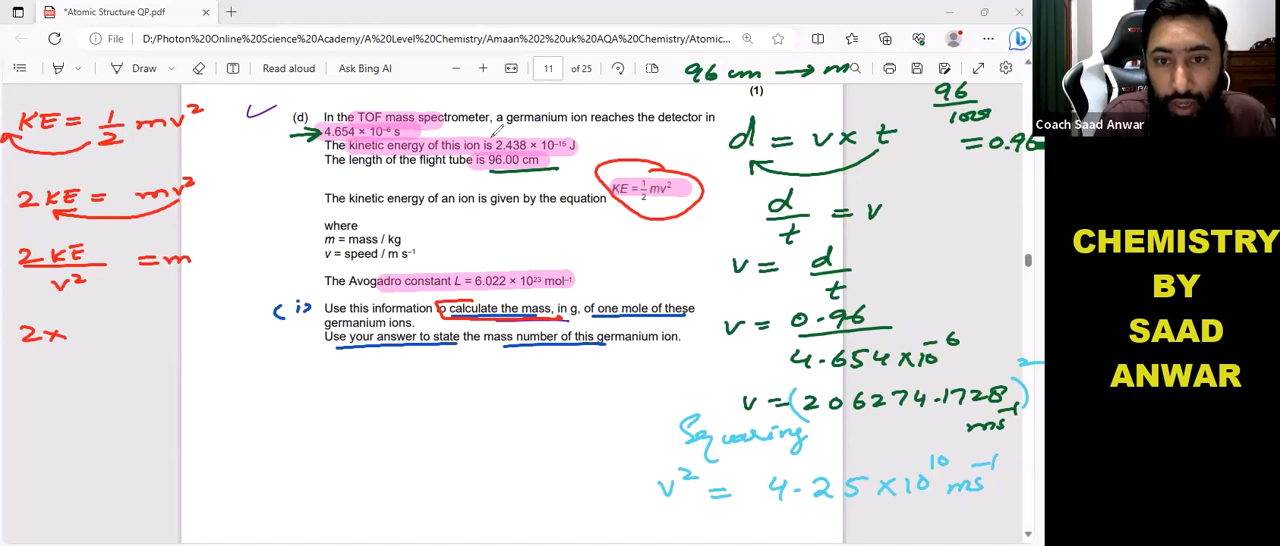 *Atomic Structure QP.pdf
File
D:/Photon%20Online%20Science%20Academy/A%20Level%20Chemistry/Amaan%202%20uk%20AQA%20Chemistry/Atomic...
Draw
Read aloud
Ask Bing AI
11 of 25
96 cm → m
96
= 0.96
(1)
(d) In the TOF mass spectrometer, a germanium ion reaches the detector in
4.654 × 10⁻⁶ s
The kinetic energy of this ion is 2.438 × 10⁻¹⁵ J
The length of the flight tube is 96.00 cm
The kinetic energy of an ion is given by the equation KE = 1/2 mv²
where
m = mass / kg
v = speed / m s⁻¹
The Avogadro constant L = 6.022 × 10²³ mol⁻¹
(i) Use this information to calculate the mass, in g, of one mole of these
germanium ions.
Use your answer to state the mass number of this germanium ion.
KE = 1/2 mv²
2KE = mv²
2KE/v² = m
2×
d = v × t
d/t = v
v = d/t
v = 0.96 / 4.654×10⁻⁶
v = (206274.1728)²
ms⁻¹
Squaring
v² = 4.25×10¹⁰ ms⁻¹
Coach Saad Anwar
CHEMISTRY
BY
SAAD
ANWAR